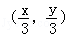 (x/3, y/3)